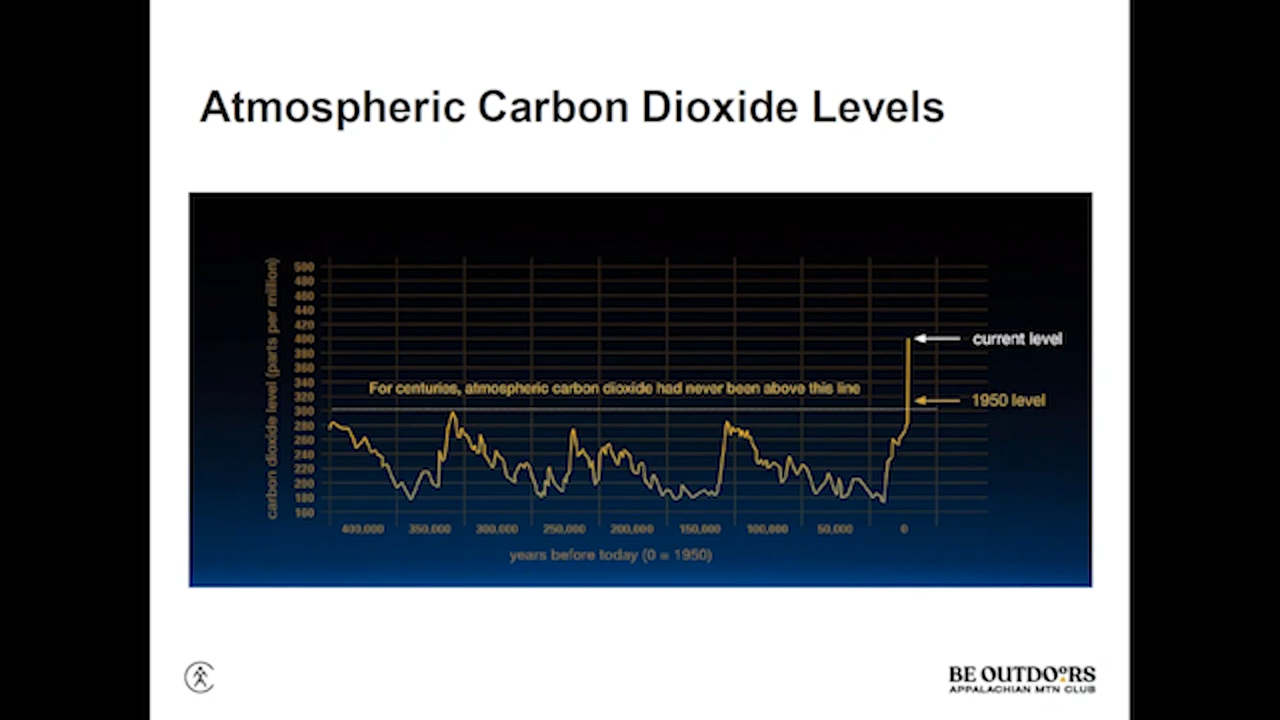 Atmospheric Carbon Dioxide Levels
carbon dioxide level (parts per million)
500
480
460
440
420
400
380
360
340
320
300
280
260
240
220
200
180
160
current level
For centuries, atmospheric carbon dioxide had never been above this line
1950 level
400,000 350,000 300,000 250,000 200,000 150,000 100,000 50,000 0
years before today (0 = 1950)
BE OUTDOORS
APPALACHIAN MTN CLUB